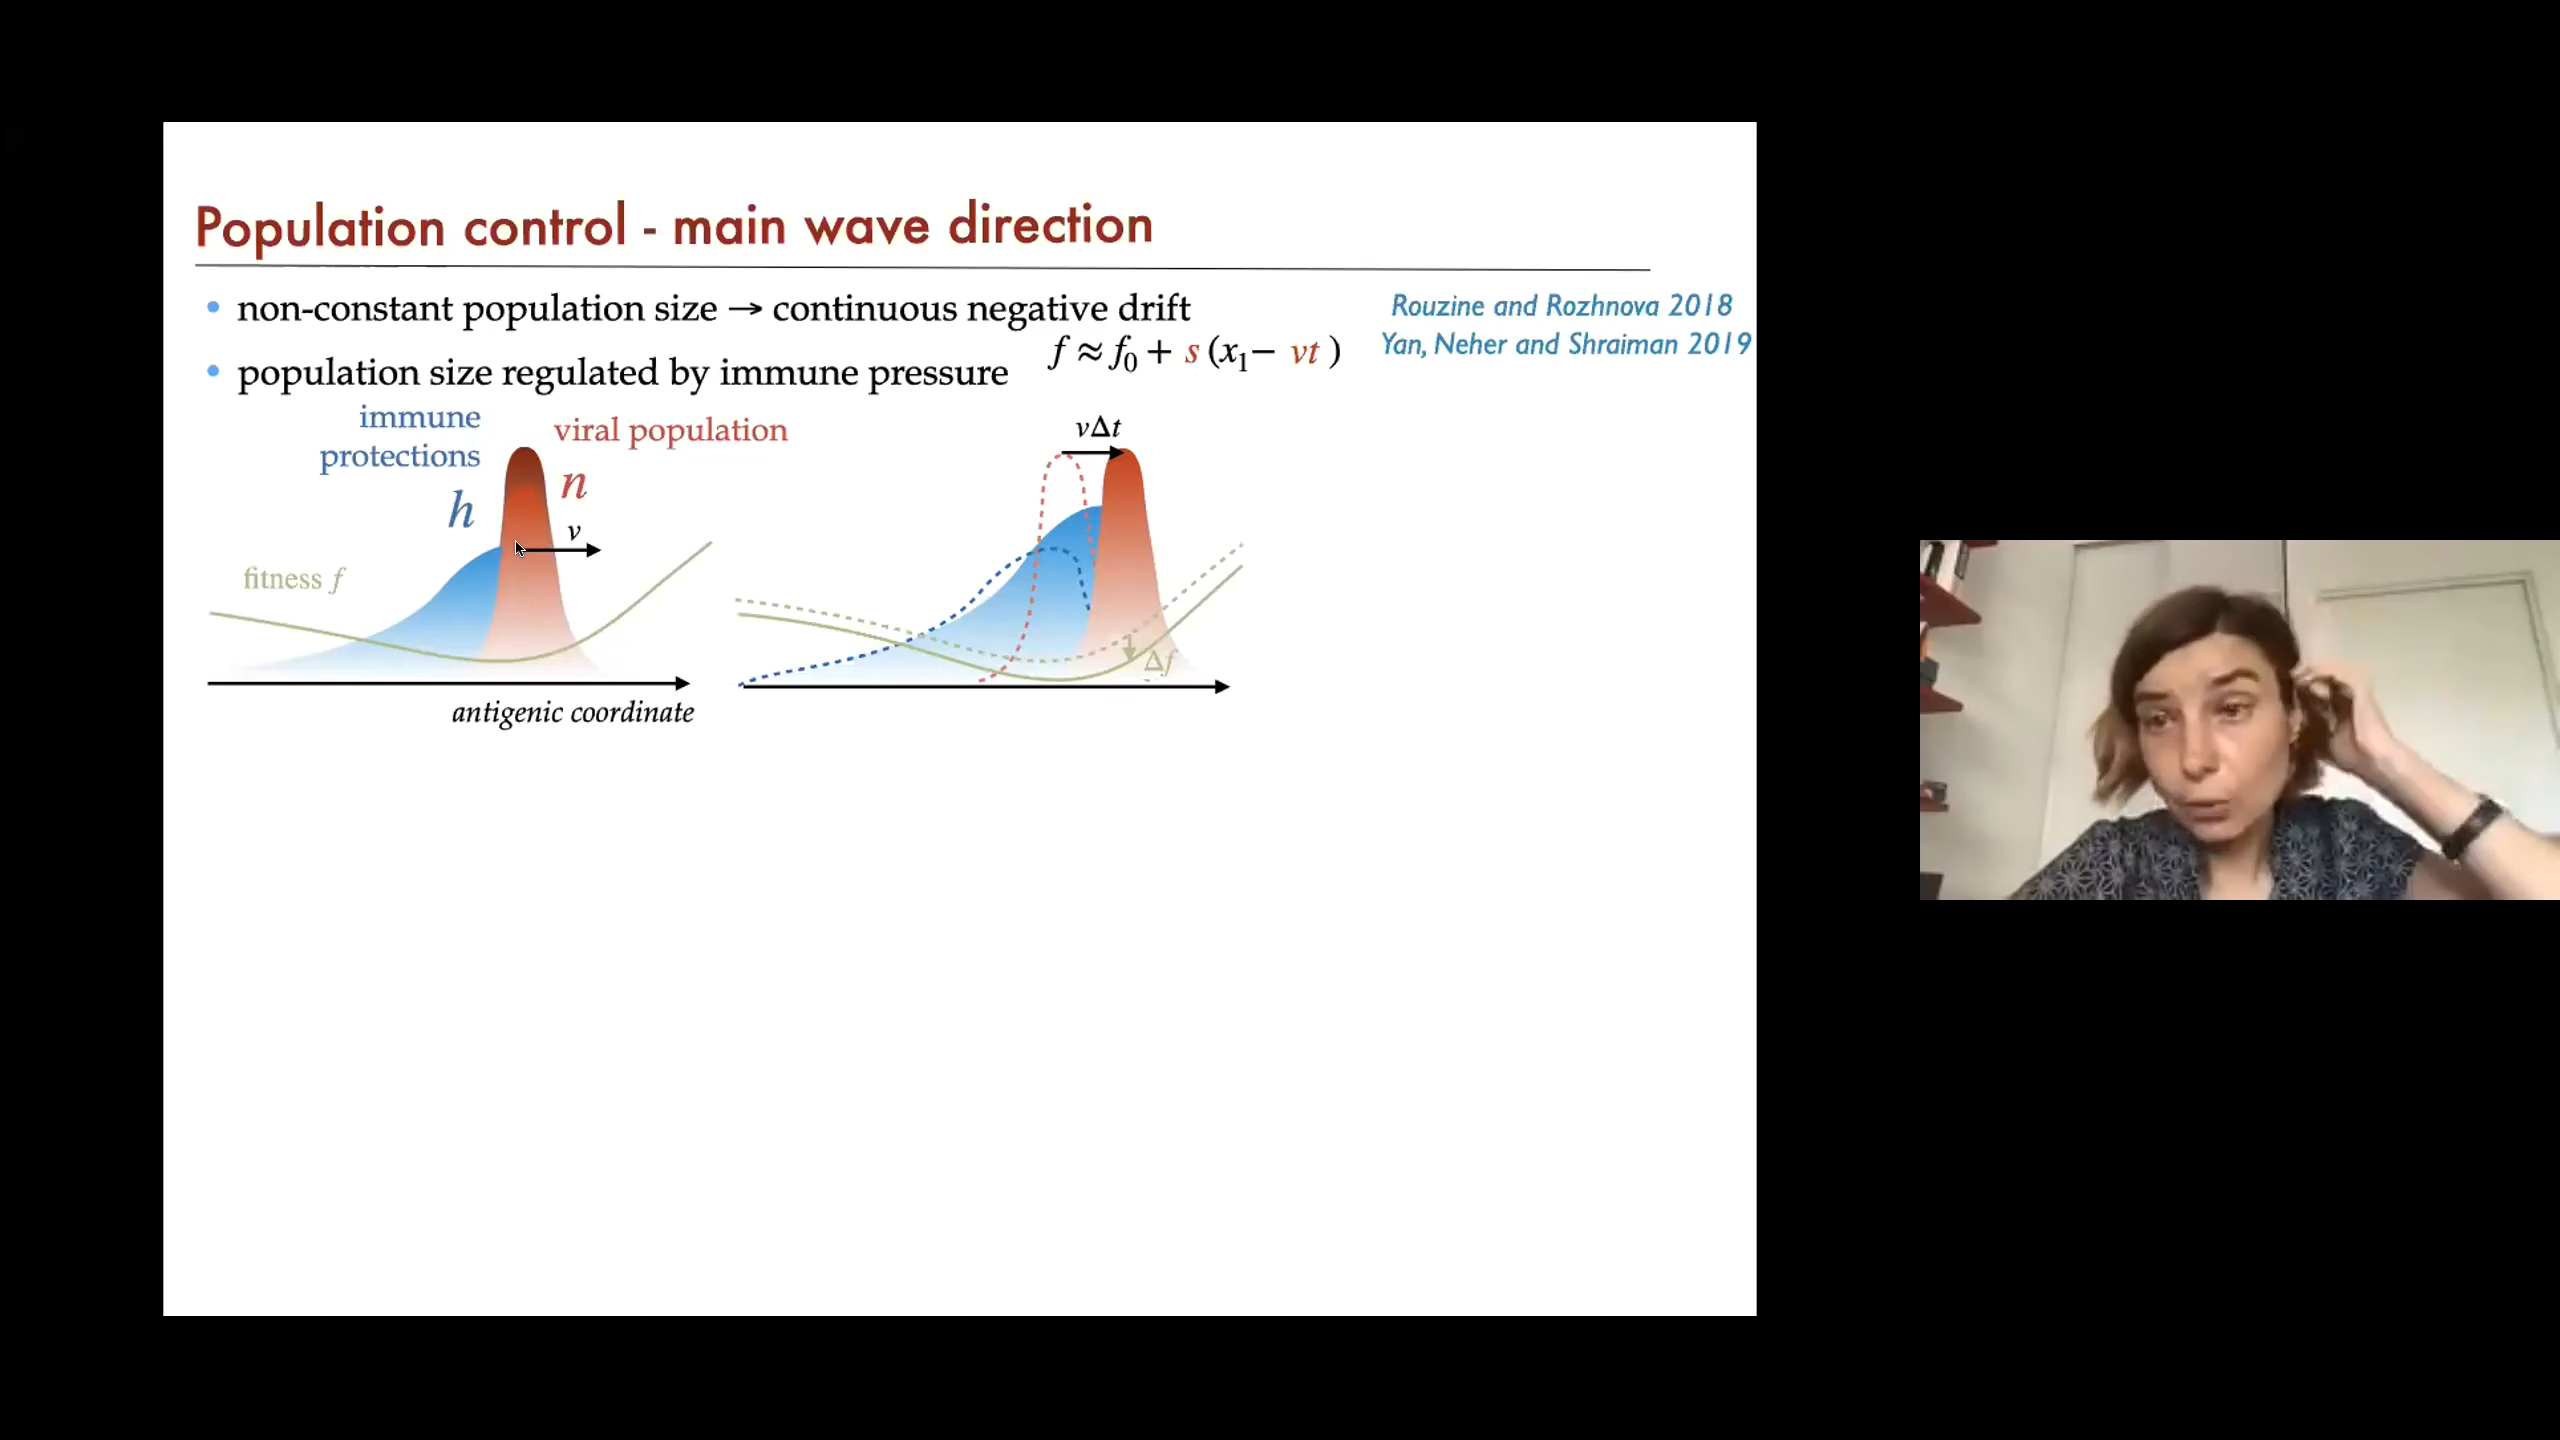 Population control - main wave direction
• non-constant population size → continuous negative drift
Rouzine and Rozhnova 2018
Yan, Neher and Shraiman 2019
f ≈ f₀ + s (x₁ − vt )
• population size regulated by immune pressure
immune
protections
h
viral population
n
v
fitness f
antigenic coordinate
vΔt
Δf